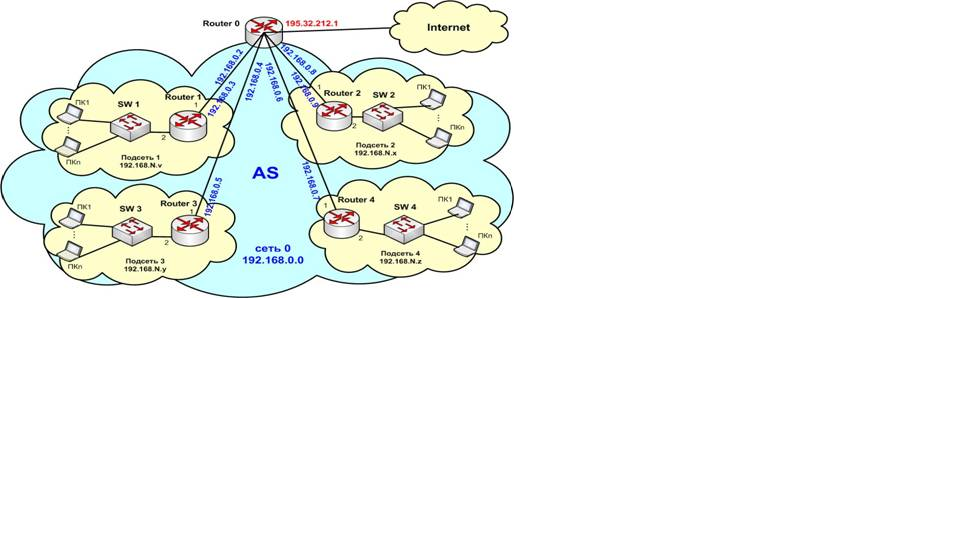 Router 0
195.32.212.1
Internet
192.168.0.2
192.168.0.3
192.168.0.4
192.168.0.6
192.168.0.8
192.168.0.9
ПК1
SW 1
Router 1
1
2
ПКn
Подсеть 1
192.168.N.v
1
Router 2
SW 2
ПК1
2
ПКn
Подсеть 2
192.168.N.x
AS
192.168.0.5
192.168.0.7
ПК1
SW 3
Router 3
1
2
ПКn
Подсеть 3
192.168.N.y
сеть 0
192.168.0.0
1
Router 4
SW 4
ПК1
2
ПКn
Подсеть 4
192.168.N.z